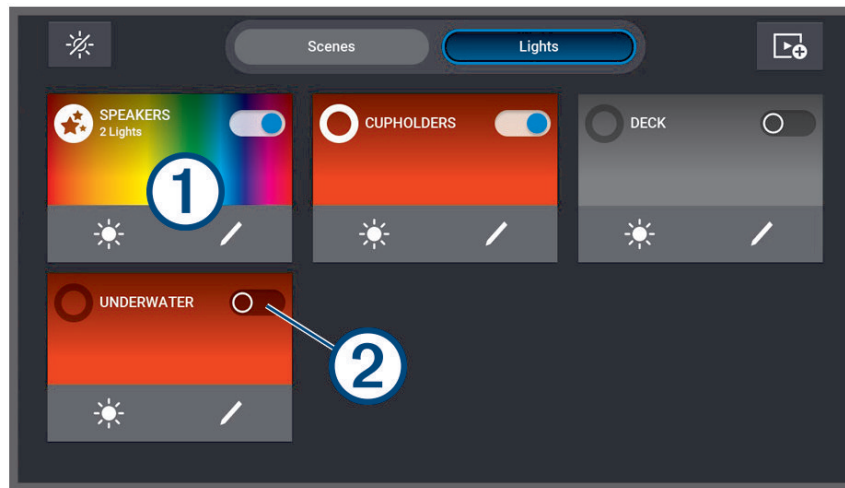 Scenes
Lights
SPEAKERS
2 Lights
CUPHOLDERS
DECK
1
UNDERWATER
2